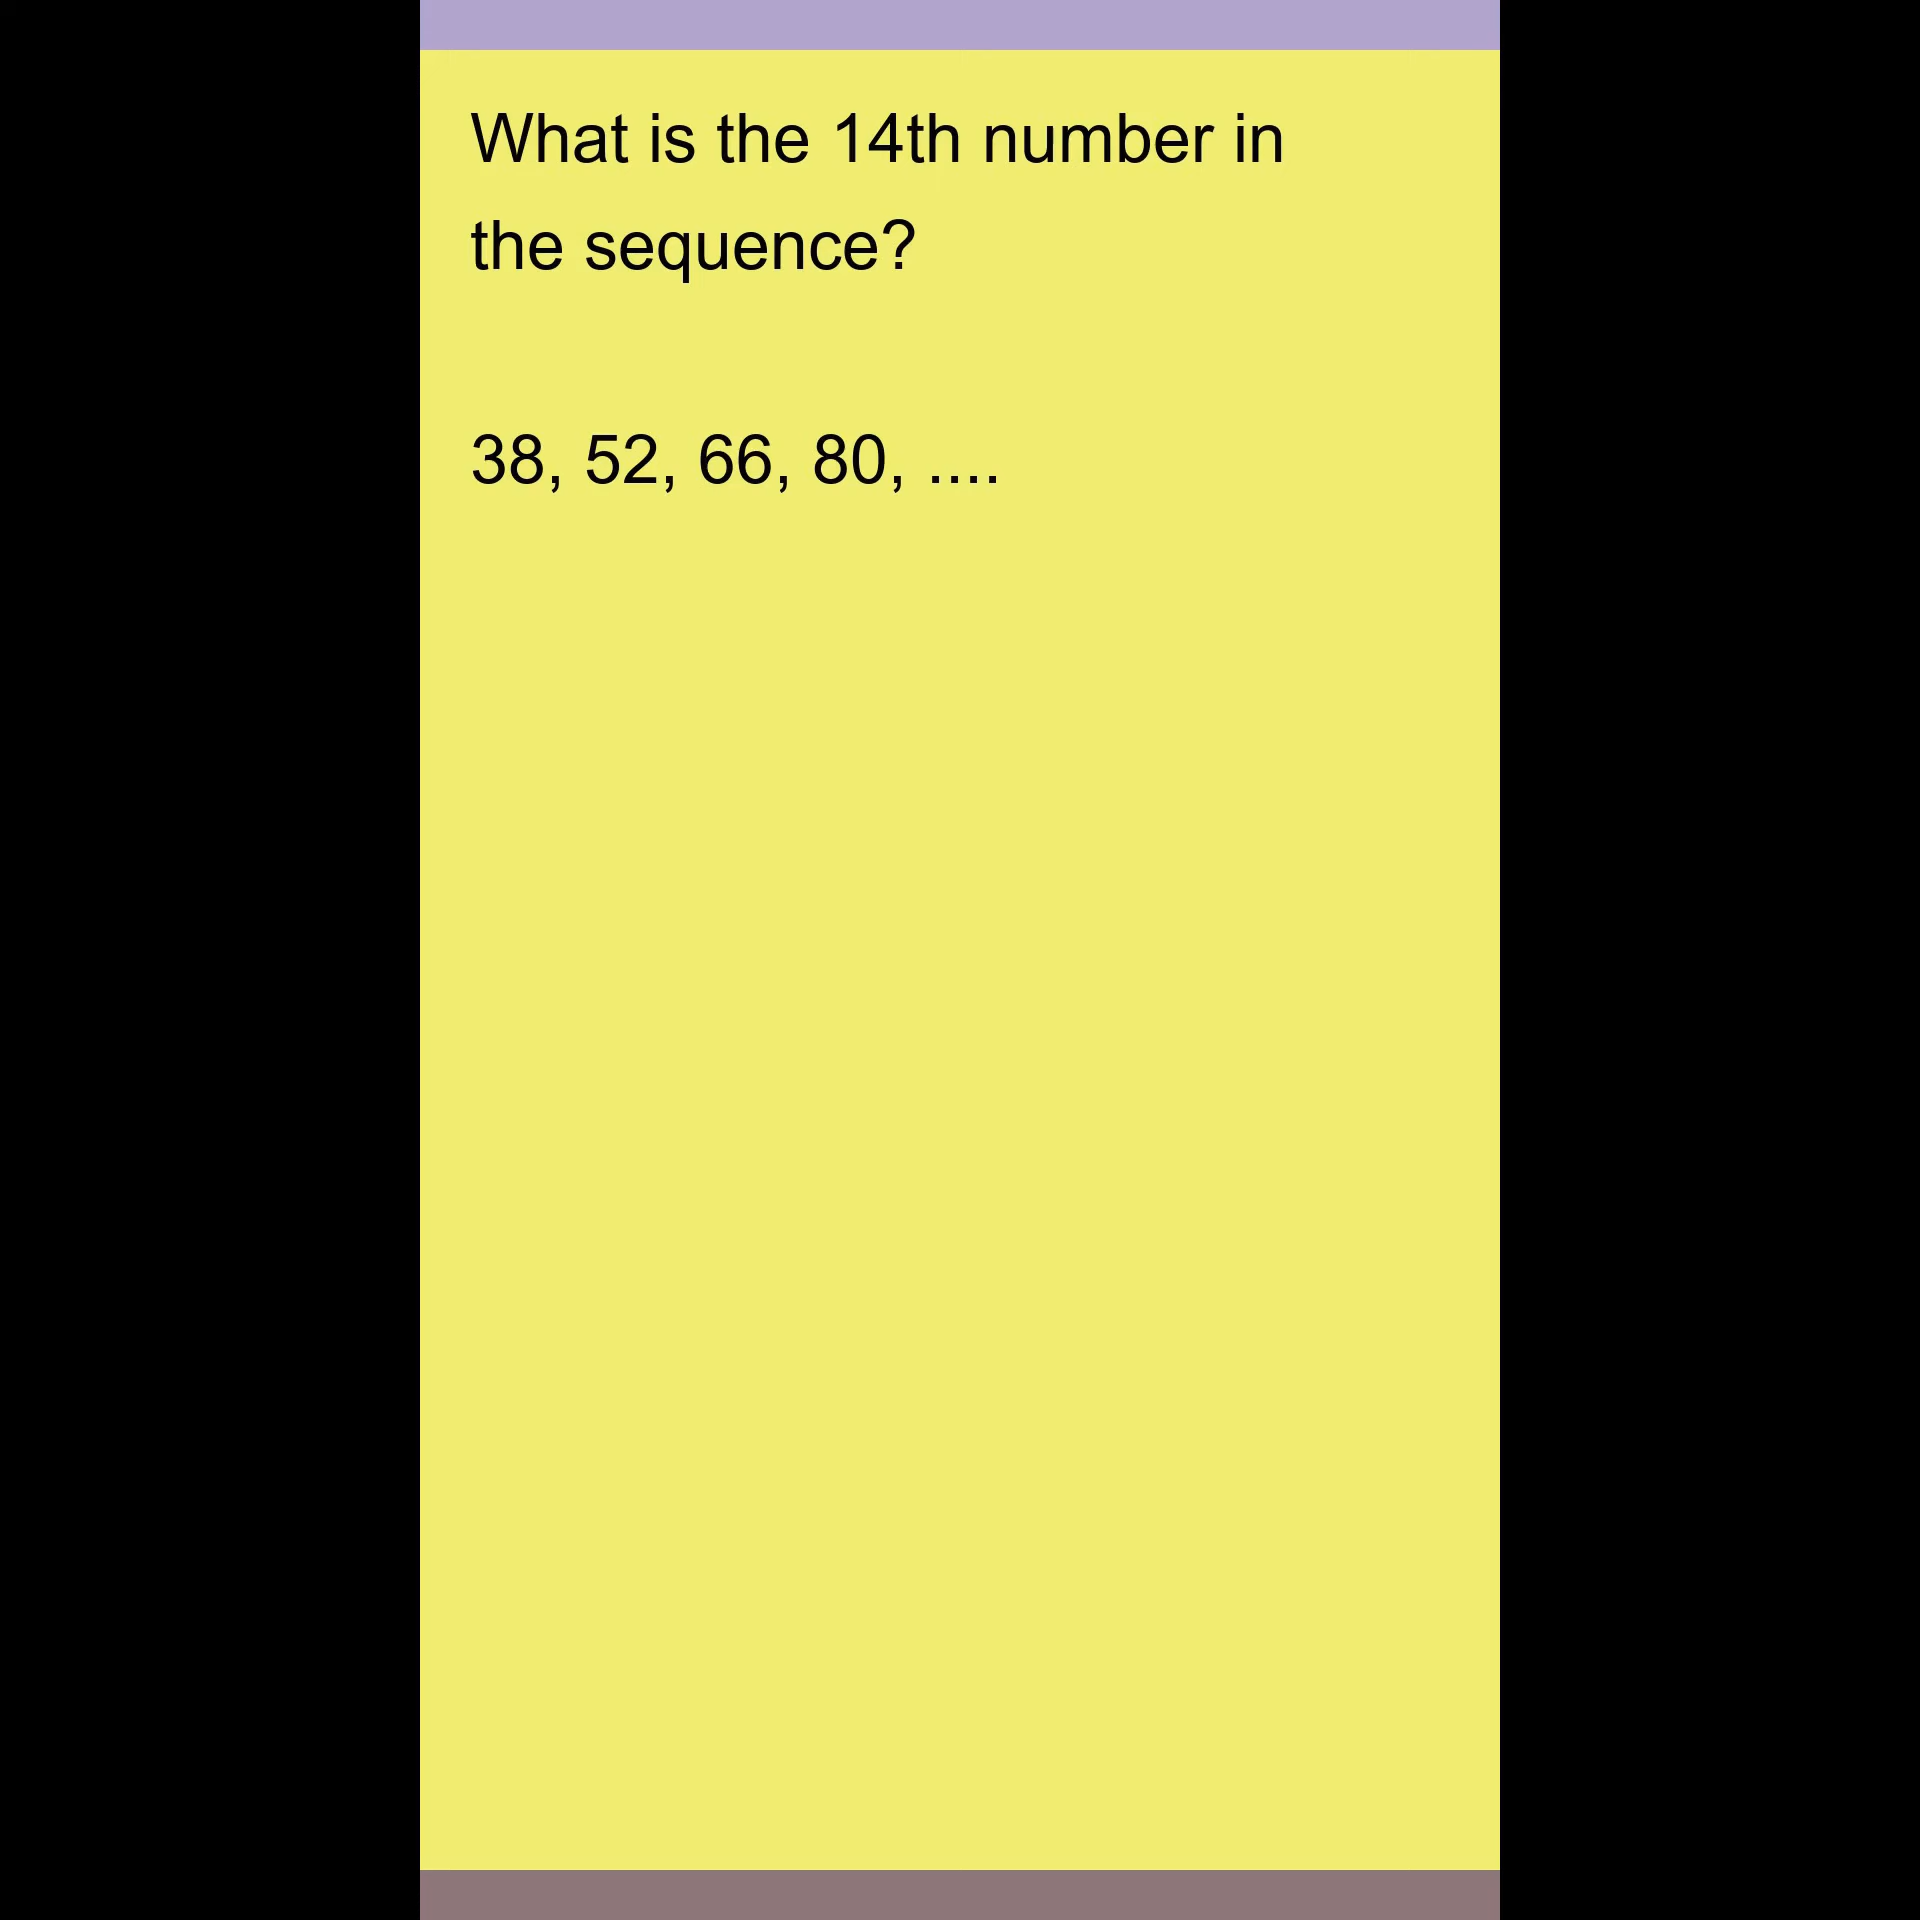 What is the 14th number in
the sequence?
38, 52, 66, 80, ....